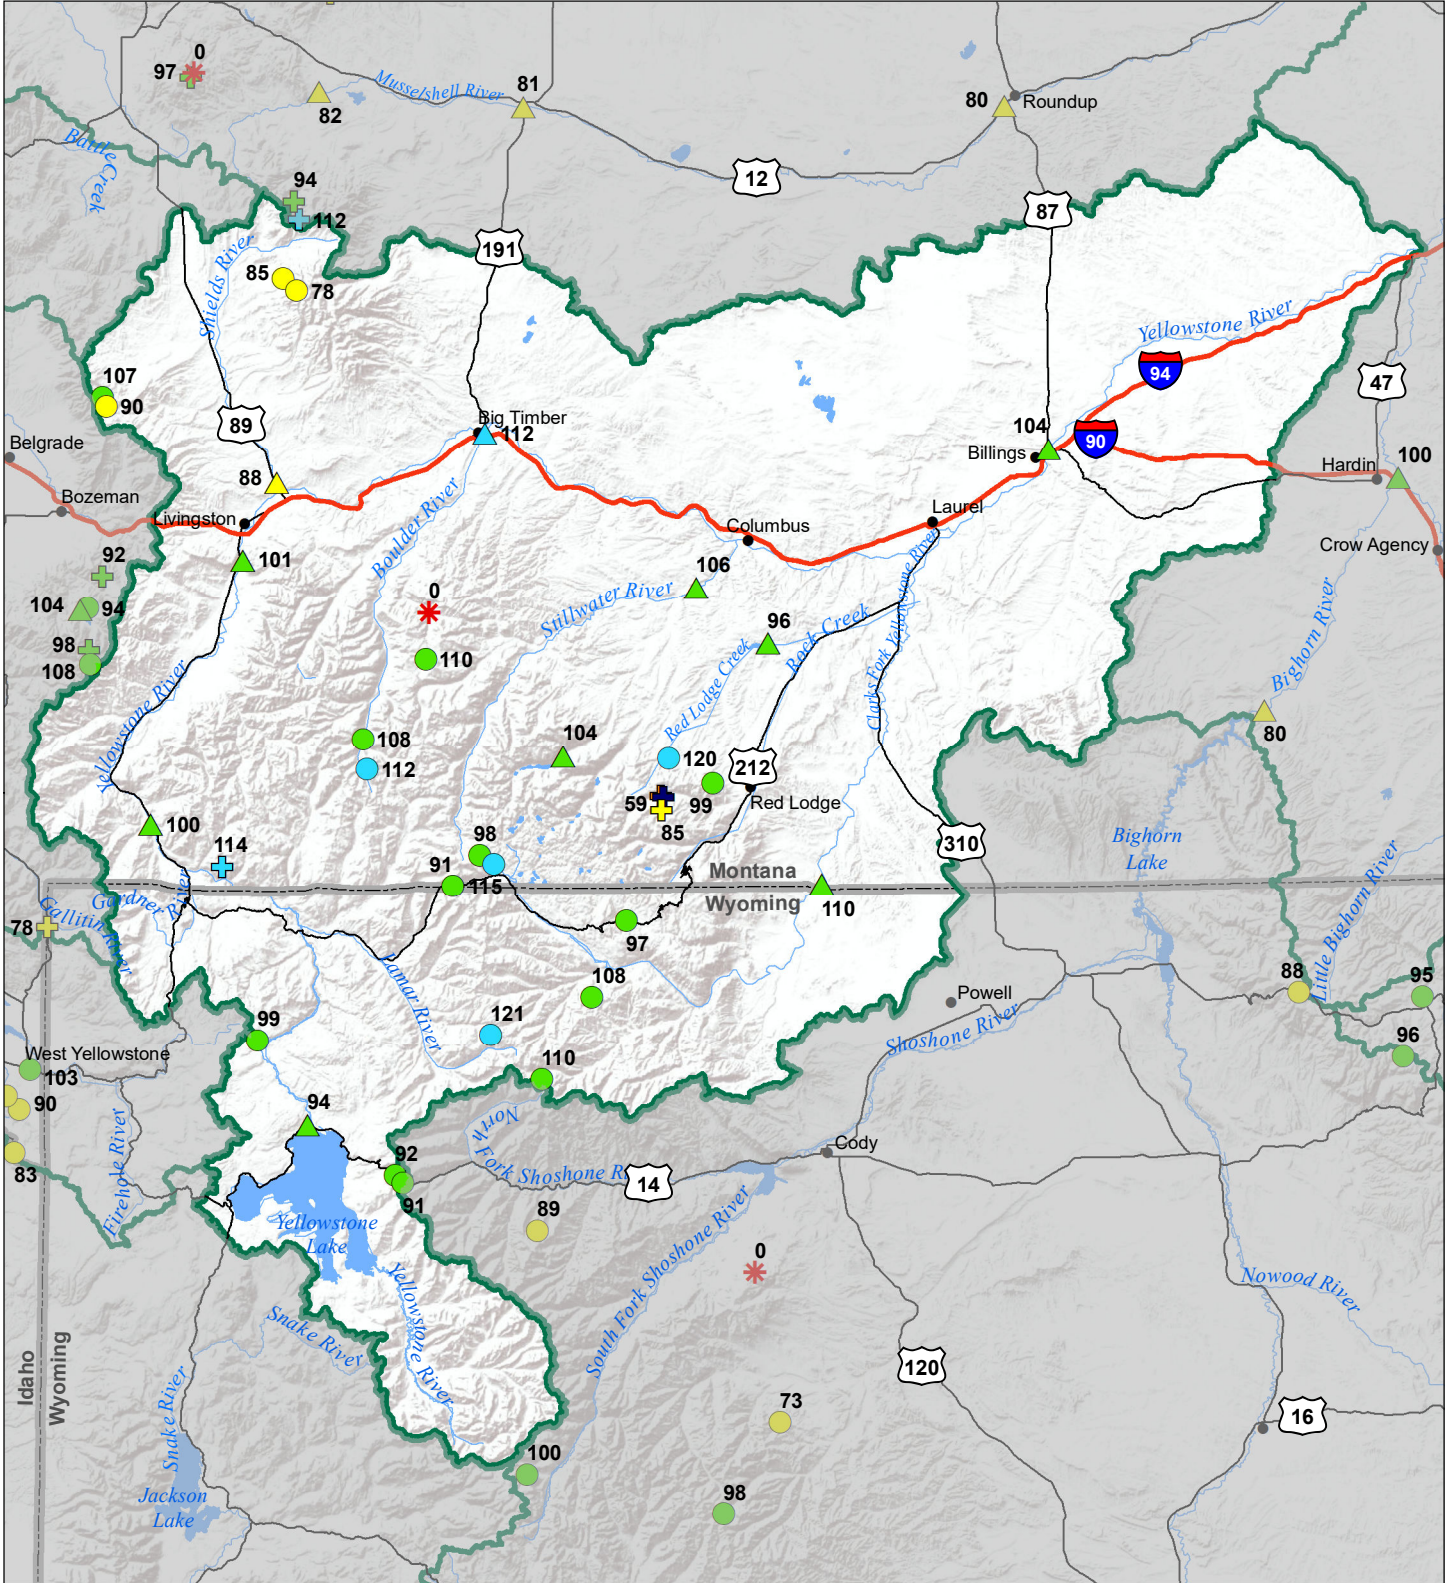 0
97
82
Musselshell River
81
80
Roundup
Battle Creek
12
94
112
87
191
85
78
Shields River
Yellowstone River
94
47
107
90
89
Big Timber
112
104
90
Billings
Belgrade
88
100
Hardin
Bozeman
Livingston
Boulder River
Columbus
Laurel
Crow Agency
92
101
104
94
0
106
Stillwater River
96
Rock Creek
Clarks Fork Yellowstone River
98
108
110
Red Lodge Creek
Bighorn River
Yellowstone River
108
112
104
120
212
80
59
99
85
Red Lodge
100
114
98
91
115
310
Bighorn
Lake
Montana
Wyoming
110
Little Bighorn River
Gardner River
Gallitin River
78
97
Lamar River
108
88
95
Powell
Shoshone River
99
121
96
West Yellowstone
103
110
90
94
North Fork Shoshone R
Cody
83
Firehole River
92
91
14
89
South Fork Shoshone River
Yellowstone
Lake
0
Nowood River
Yellowstone River
Snake River
Idaho
Wyoming
120
Snake River
73
16
100
98
Jackson
Lake